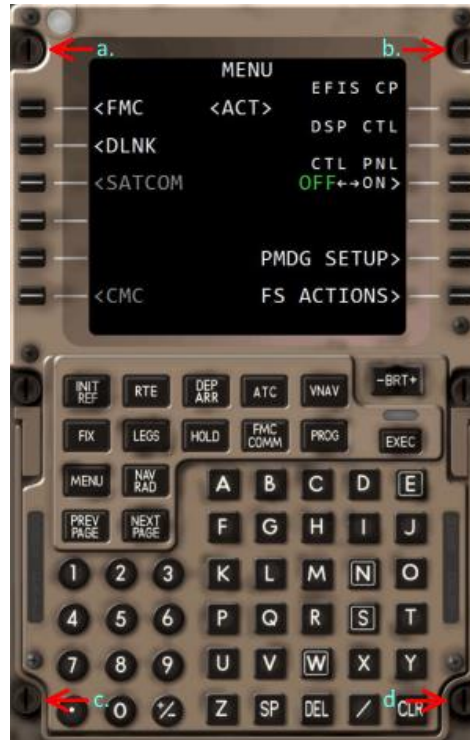 a. b.
MENU
EFIS CP
<FMC <ACT>
DSP CTL
<DLNK
CTL PNL
<SATCOM OFF←→ON>
PMDG SETUP>
<CMC FS ACTIONS>
INIT REF RTE DEP ARR ATC VNAV -BRT+
FIX LEGS HOLD FMC COMM PROG EXEC
MENU NAV RAD A B C D E
PREV PAGE NEXT PAGE F G H I J
1 2 3 K L M N O
4 5 6 P Q R S T
7 8 9 U V W X Y
c. d.
. 0 +/- Z SP DEL / CLR